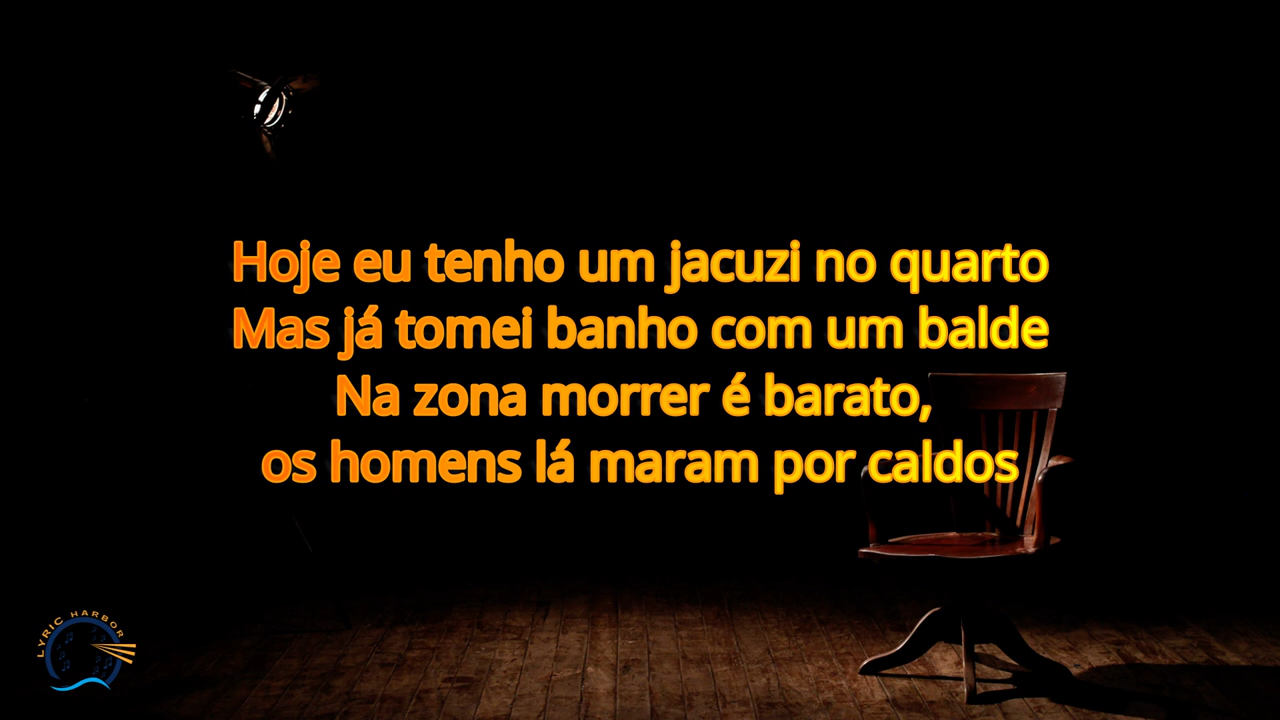 Hoje eu tenho um jacuzi no quarto
Mas já tomei banho com um balde
Na zona morrer é barato,
os homens lá maram por caldos
LYRIC HARBOR